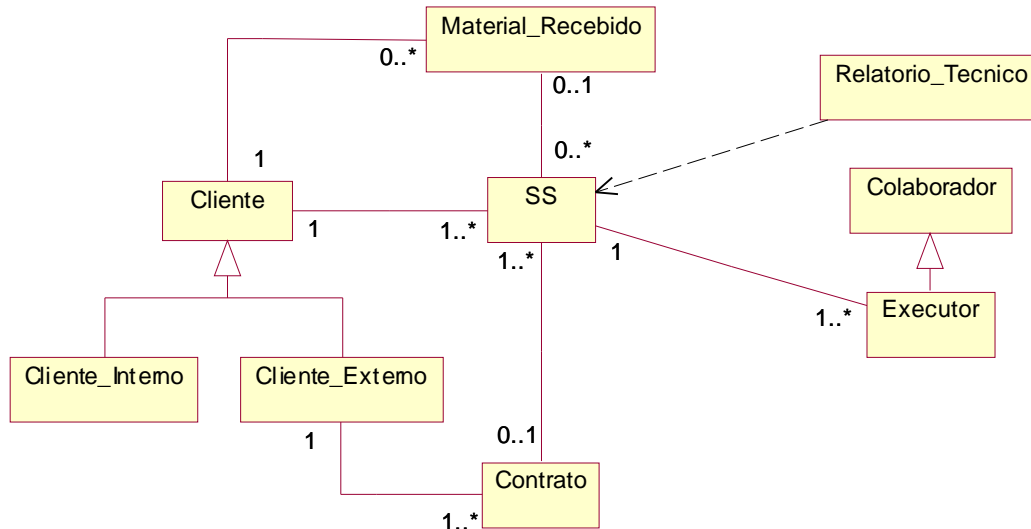 Material_Recebido
0..*
0..1
Relatorio_Tecnico
0..*
1
Cliente
SS
Colaborador
1
1..*
1..*
1
Executor
1..*
Cliente_Interno
Cliente_Externo
1
0..1
Contrato
1..*